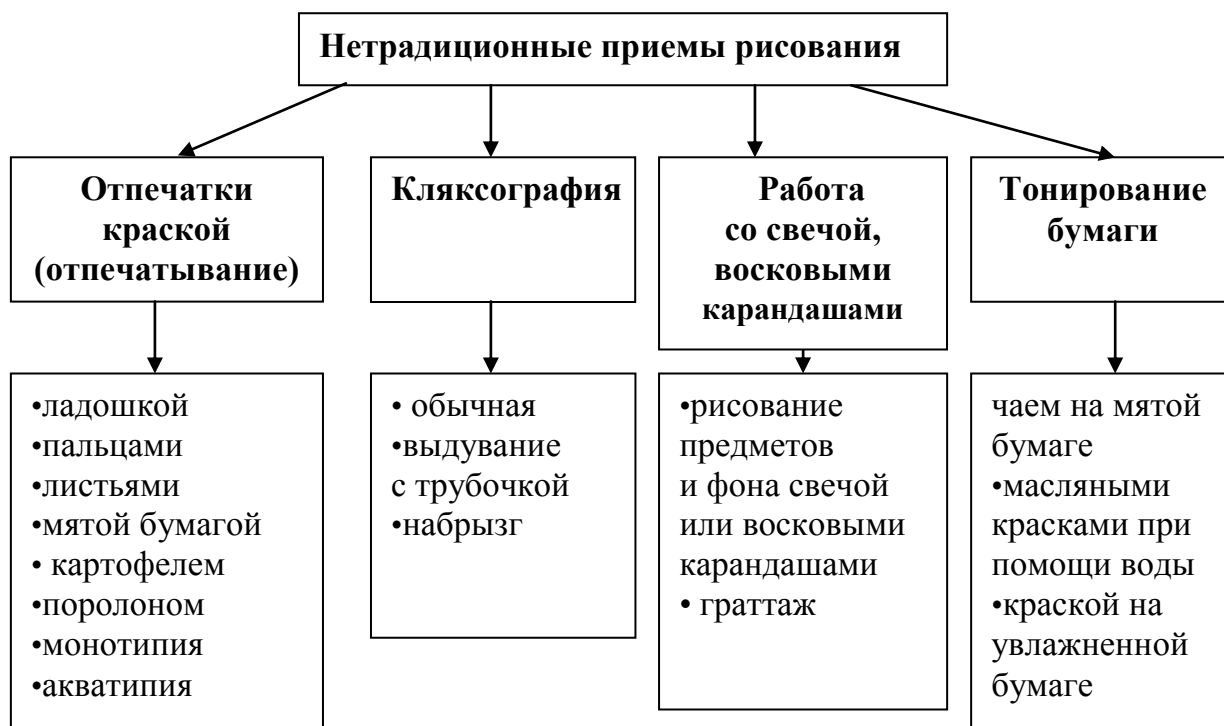 Нетрадиционные приемы рисования
Отпечатки
краской
(отпечатывание)
Кляксография
Работа
со свечой,
восковыми
карандашами
Тонирование
бумаги
•ладошкой
•пальцами
•листьями
•мятой бумагой
• картофелем
•поролоном
•монотипия
•акватипия
• обычная
•выдувание
с трубочкой
•набрызг
•рисование
предметов
и фона свечой
или восковыми
карандашами
• граттаж
чаем на мятой
бумаге
•масляными
красками при
помощи воды
•краской на
увлажненной
бумаге